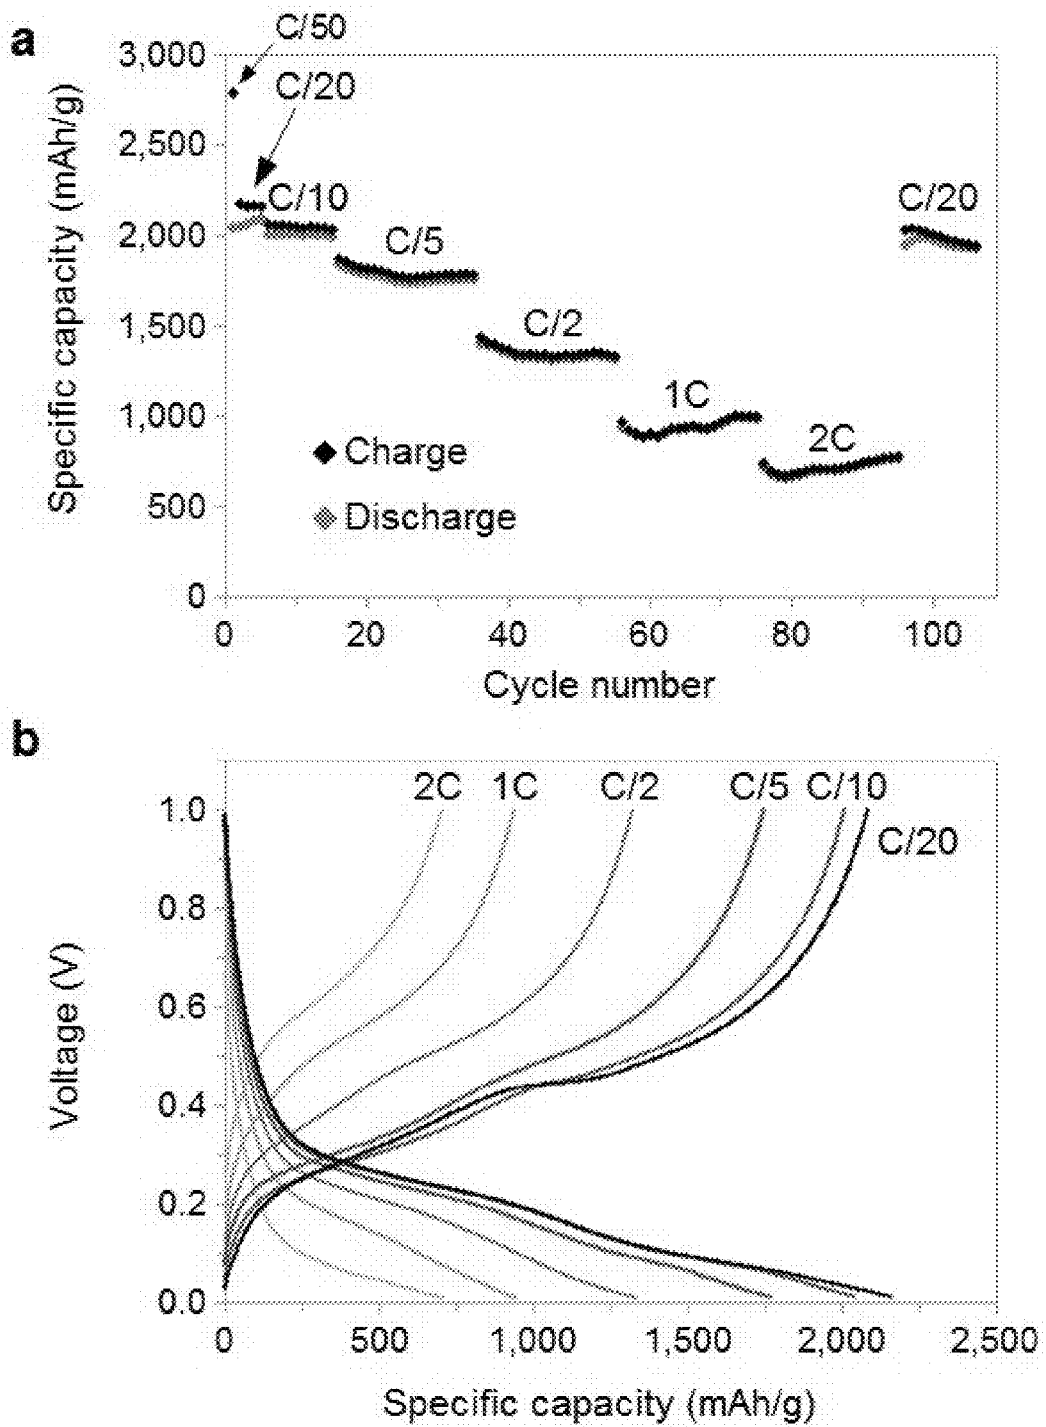 a
C/50
3,000
C/20
2,500
C/10
C/20
2,000
C/5
1,500
C/2
1,000
1C
2C
Charge
500
Discharge
0
0 20 40 60 80 100
Specific capacity (mAh/g)
Cycle number
b
2C 1C C/2 C/5 C/10
1.0
C/20
0.8
0.6
0.4
0.2
0.0
0 500 1,000 1,500 2,000 2,500
Voltage (V)
Specific capacity (mAh/g)